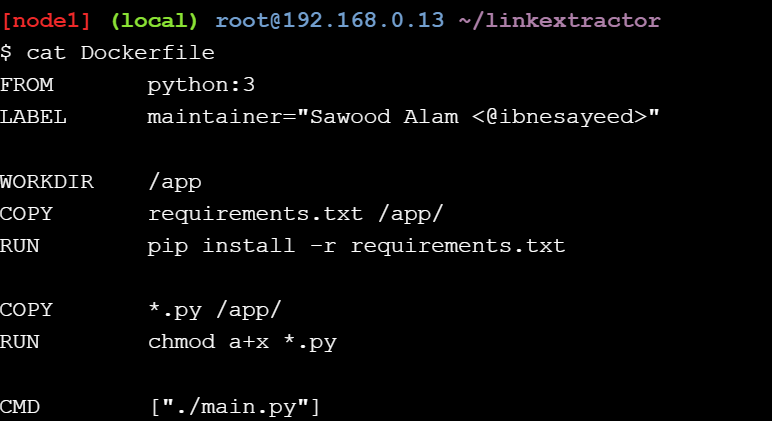 [node1] (local) root@192.168.0.13 ~/linkextractor
$ cat Dockerfile
FROM python:3
LABEL maintainer="Sawood Alam <@ibnesayeed>"
WORKDIR /app
COPY requirements.txt /app/
RUN pip install -r requirements.txt
COPY *.py /app/
RUN chmod a+x *.py
CMD ["./main.py"]